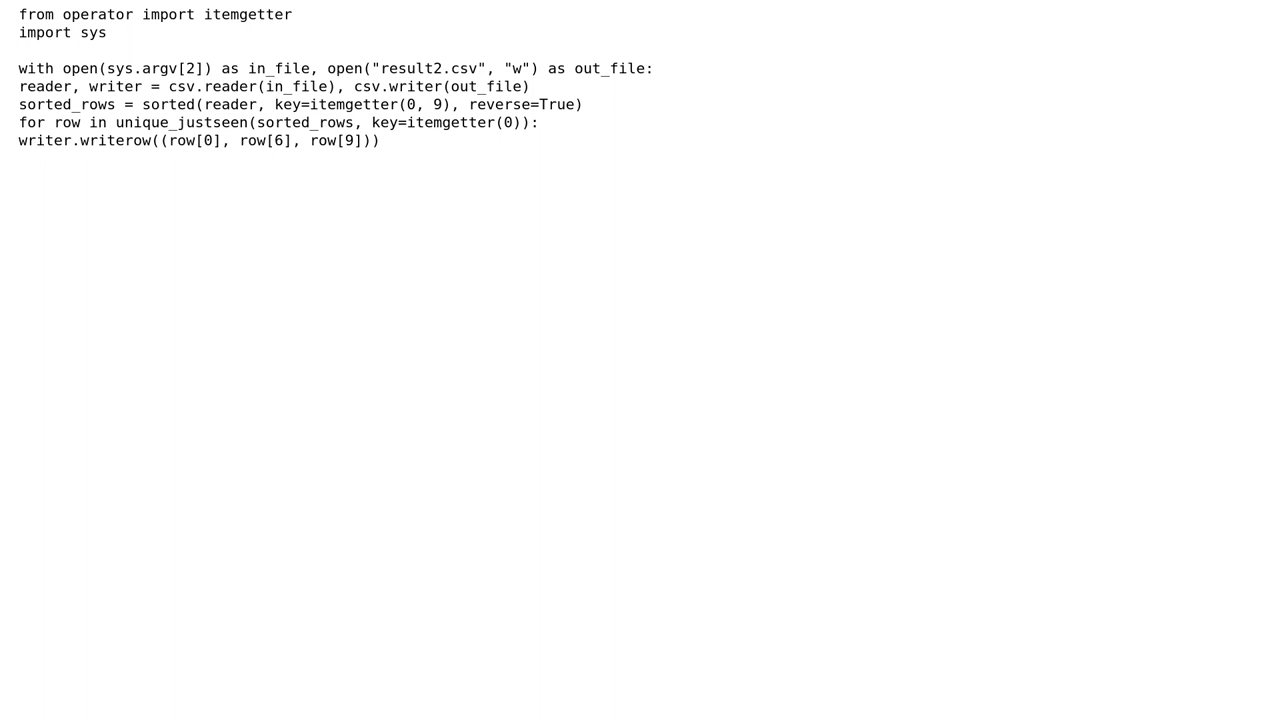 from operator import itemgetter
import sys

with open(sys.argv[2]) as in_file, open("result2.csv", "w") as out_file:
reader, writer = csv.reader(in_file), csv.writer(out_file)
sorted_rows = sorted(reader, key=itemgetter(0, 9), reverse=True)
for row in unique_justseen(sorted_rows, key=itemgetter(0)):
writer.writerow((row[0], row[6], row[9]))